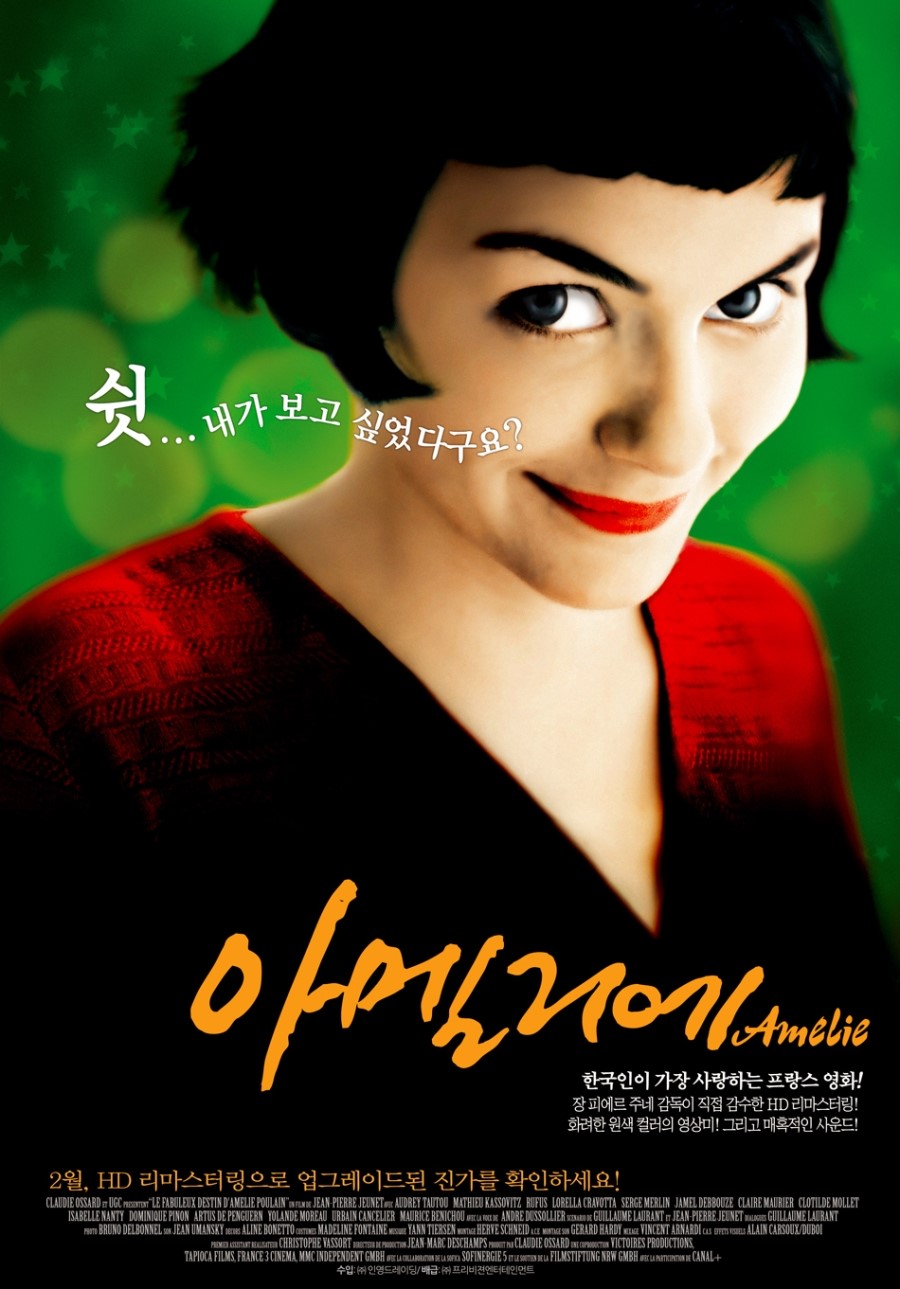 쉿... 내가 보고 싶었다구요?
아멜리에 Amelie
한국인이 가장 사랑하는 프랑스 영화!
장 피에르 주네 감독이 직접 감수한 HD 리마스터링!
화려한 원색 컬러의 영상미! 그리고 매혹적인 사운드!
2월, HD 리마스터링으로 업그레이드된 진가를 확인하세요!
CLAUDIE OSSARD ET UGC PRESENTENT "LE FABULEUX DESTIN D'AMELIE POULAIN" UN FILM DE JEAN-PIERRE JEUNET AVEC AUDREY TAUTOU MATHIEU KASSOVITZ RUFUS LORELLA CRAVOTTA SERGE MERLIN JAMEL DEBBOUZE CLAIRE MAURIER CLOTILDE MOLLET
ISABELLE NANTY DOMINIQUE PINON ARTUS DE PENGUERN YOLANDE MOREAU URBAIN CANCELIER MAURICE BENICHOU AVEC LA VOIX DE ANDRE DUSSOLLIER SCENARIO DE GUILLAUME LAURANT ET JEAN-PIERRE JEUNET DIALOGUES GUILLAUME LAURANT
PHOTO BRUNO DELBONNEL SON JEAN UMANSKY DECORS ALINE BONETTO COSTUMES MADELINE FONTAINE MUSIQUE YANN TIERSEN MONTAGE HERVE SCHNEID A.C.E. MONTAGE SON GERARD HARDY MIXAGE VINCENT ARNARDI EFFETS VISUELS ALAIN CARSOUX/DUBOI
PREMIER ASSISTANT REALISATEUR CHRISTOPHE VASSORT DIRECTEUR DE PRODUCTION JEAN-MARC DESCHAMPS PRODUIT PAR CLAUDIE OSSARD UNE COPRODUCTION VICTOIRES PRODUCTIONS,
TAPIOCA FILMS, FRANCE 3 CINEMA, MMC INDEPENDENT GMBH AVEC LA COLLABORATION DE LA SOFICA SOFINERGIE 5 ET LE SOUTIEN DE LA FILMSTIFTUNG NRW GMBH AVEC LA PARTICIPATION DE CANAL+
수입: ㈜ 인영드레이딩/ 배급: ㈜ 프리비젼엔터테인먼트